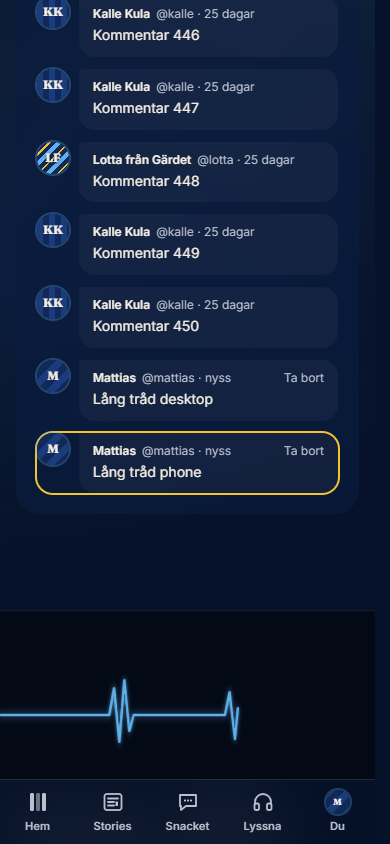 KK
Kalle Kula @kalle · 25 dagar
Kommentar 446
KK
Kalle Kula @kalle · 25 dagar
Kommentar 447
LF
Lotta från Gärdet @lotta · 25 dagar
Kommentar 448
KK
Kalle Kula @kalle · 25 dagar
Kommentar 449
KK
Kalle Kula @kalle · 25 dagar
Kommentar 450
M
Mattias @mattias · nyss Ta bort
Lång tråd desktop
M
Mattias @mattias · nyss Ta bort
Lång tråd phone
M
Hem Stories Snacket Lyssna Du